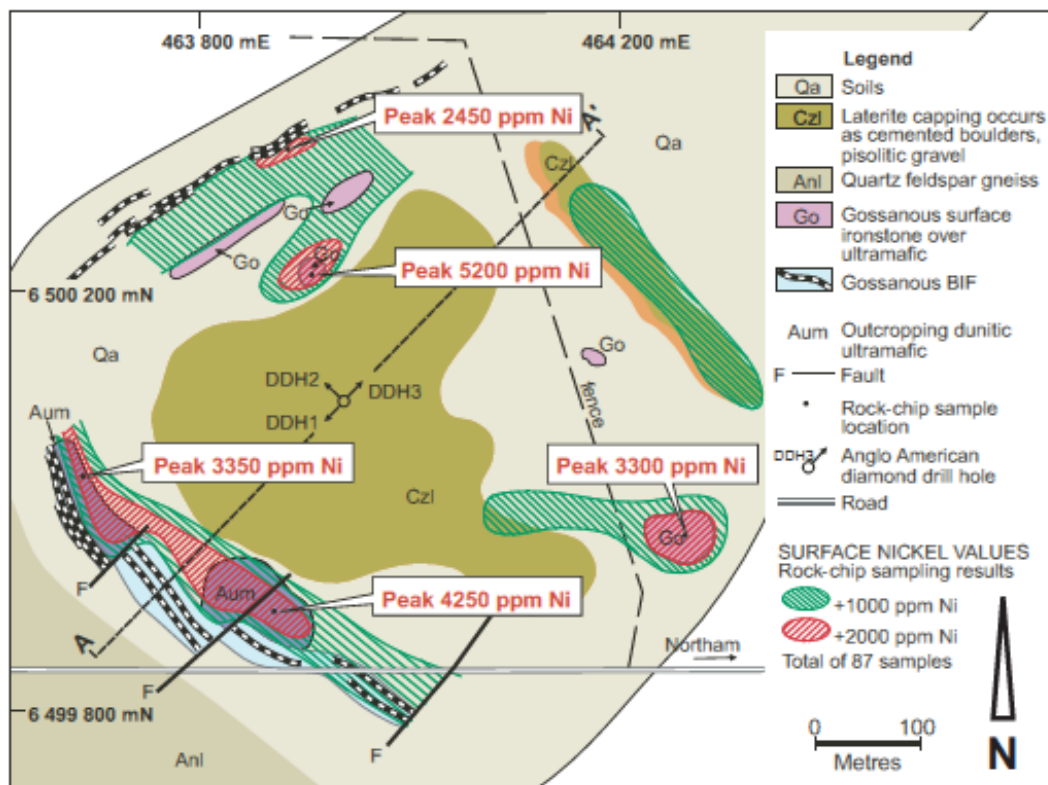 463 800 mE
464 200 mE
Peak 2450 ppm Ni
A'
Qa
Czl
Go
Go
Go
Peak 5200 ppm Ni
6 500 200 mN
Qa
Go
DDH2
DDH3
DDH1
fence
Aum
Peak 3350 ppm Ni
Peak 3300 ppm Ni
Czl
Go
F
Aum
Peak 4250 ppm Ni
A
Northam
F
6 499 800 mN
F
Anl
Legend
Qa Soils
Czl Laterite capping occurs
as cemented boulders,
pisolitic gravel
Anl Quartz feldspar gneiss
Go Gossanous surface
ironstone over
ultramafic
Gossanous BIF
Aum Outcropping dunitic
ultramafic
F Fault
Rock-chip sample
location
DDH3 Anglo American
diamond drill hole
Road
SURFACE NICKEL VALUES
Rock-chip sampling results
+1000 ppm Ni
+2000 ppm Ni
Total of 87 samples
0 100
Metres
N